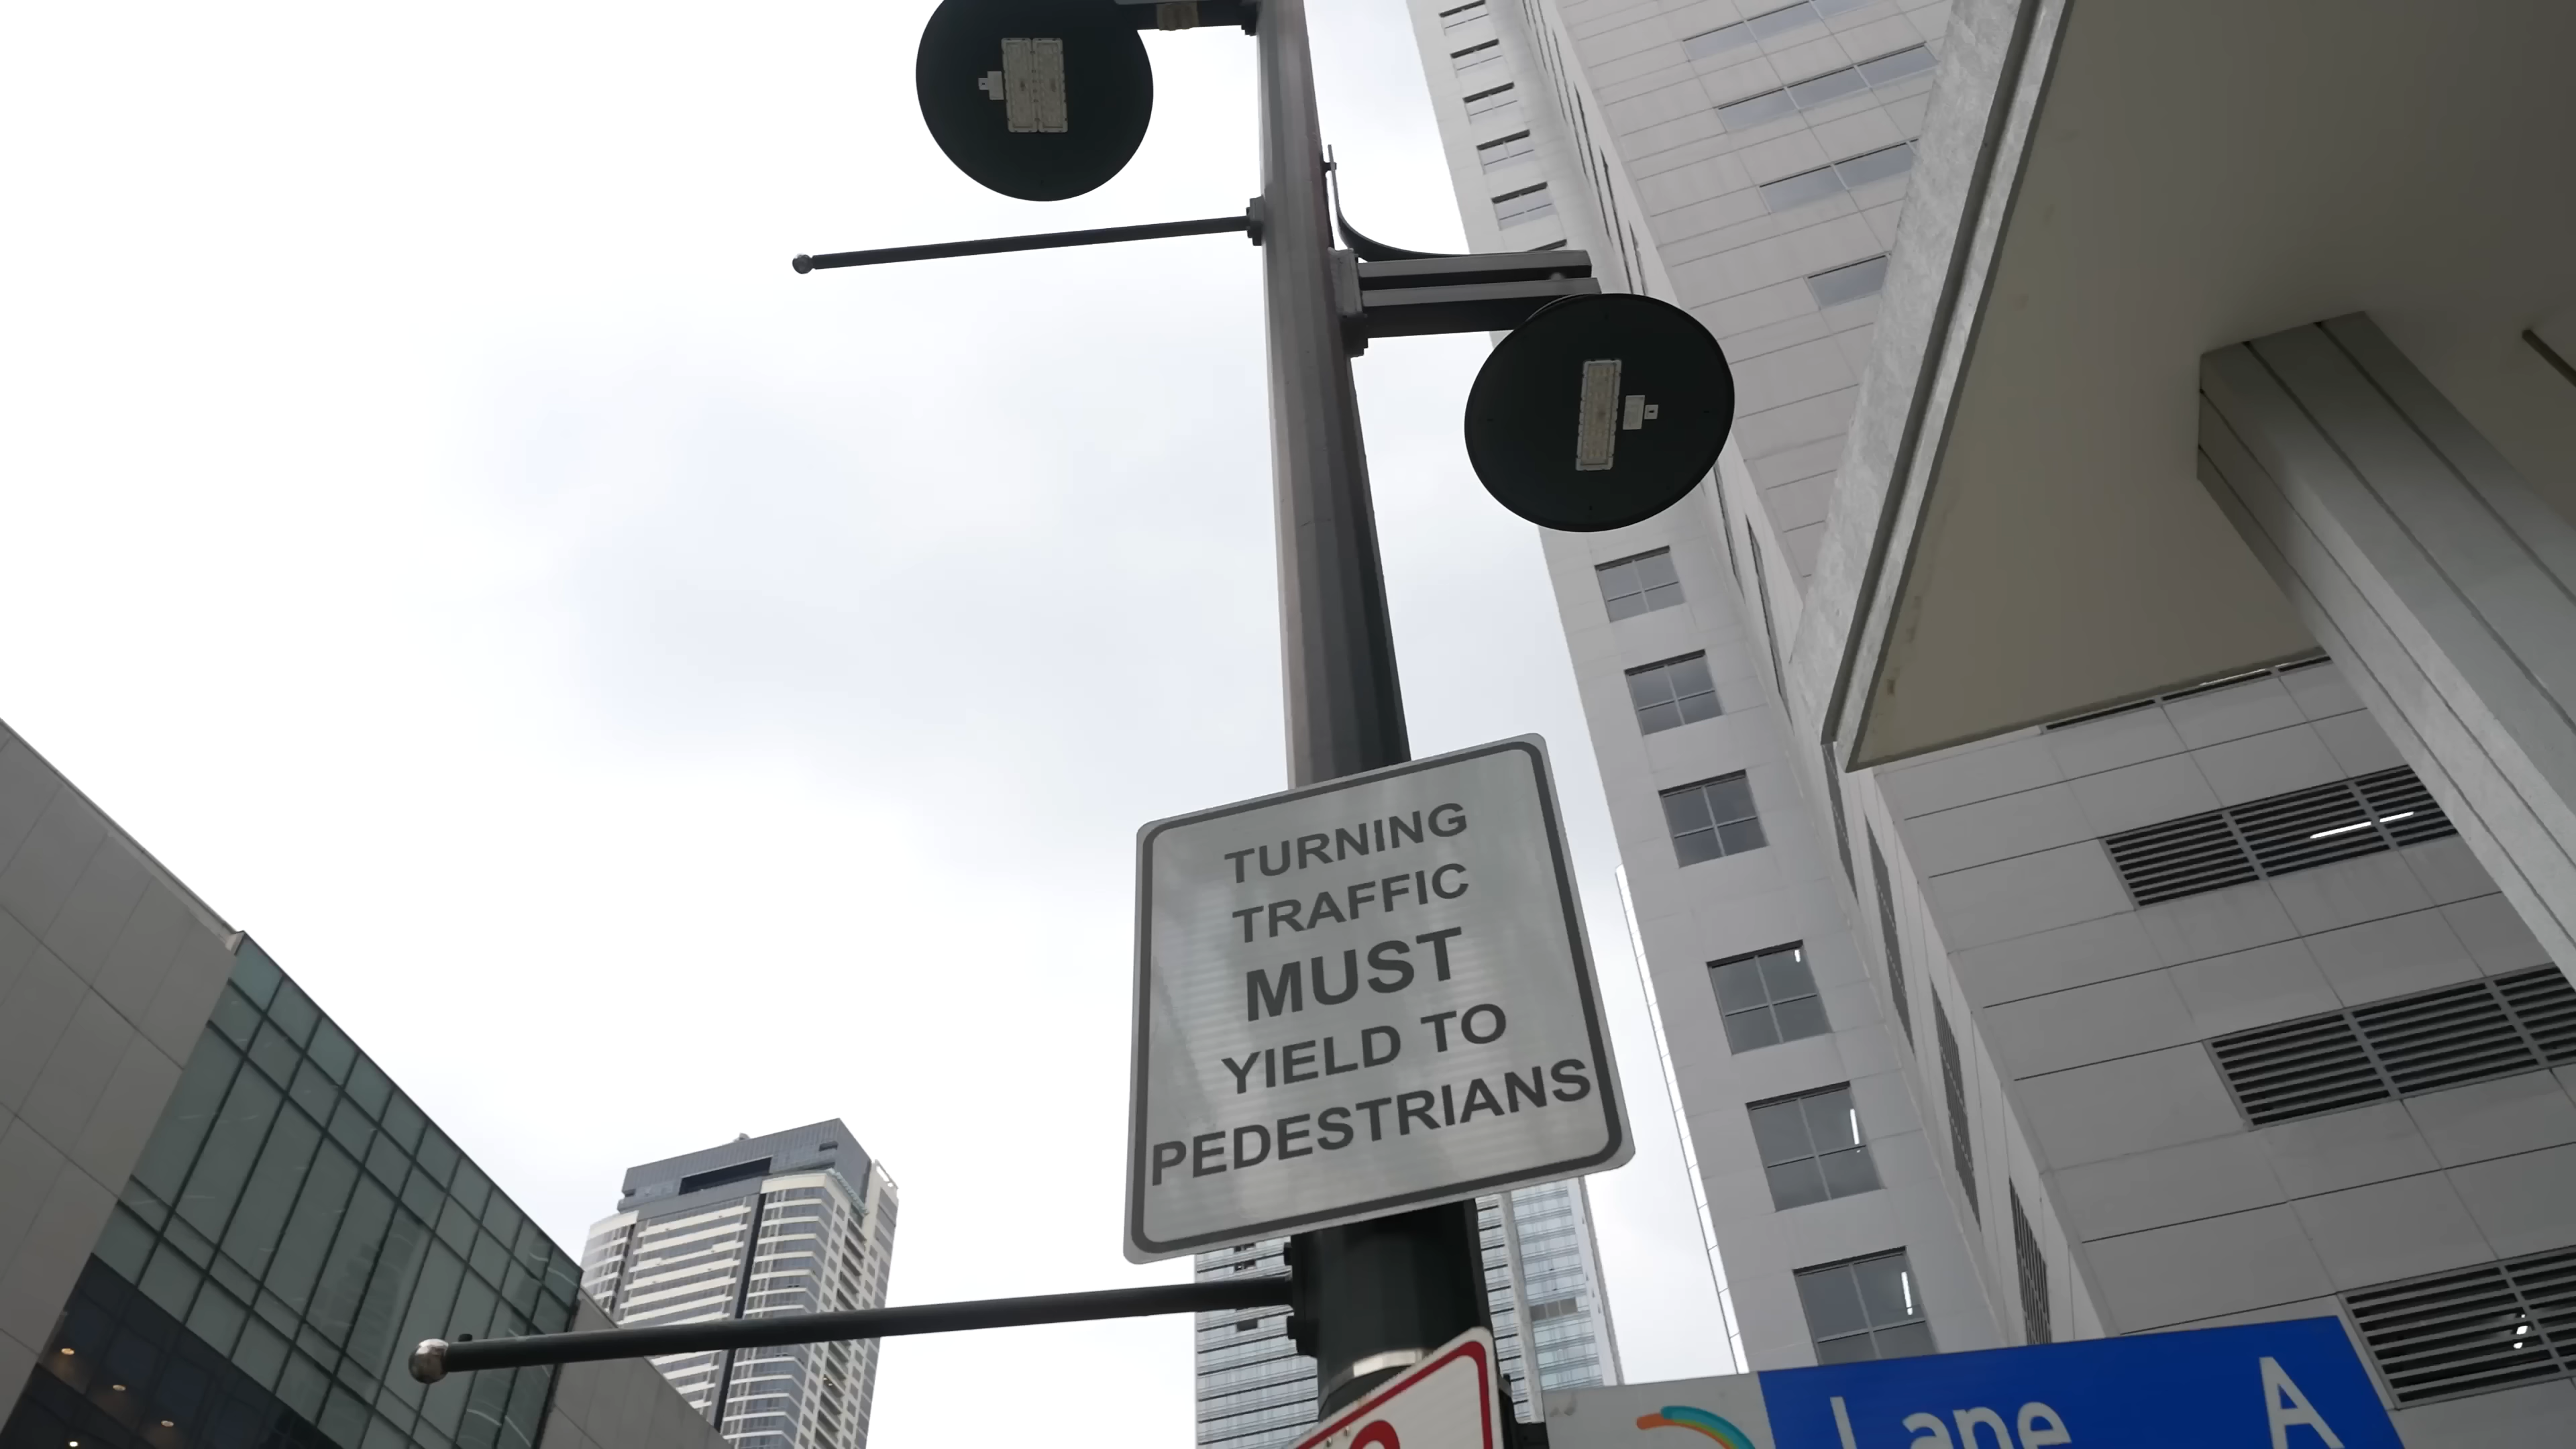 TURNING
TRAFFIC
MUST
YIELD TO
PEDESTRIANS
Lane A